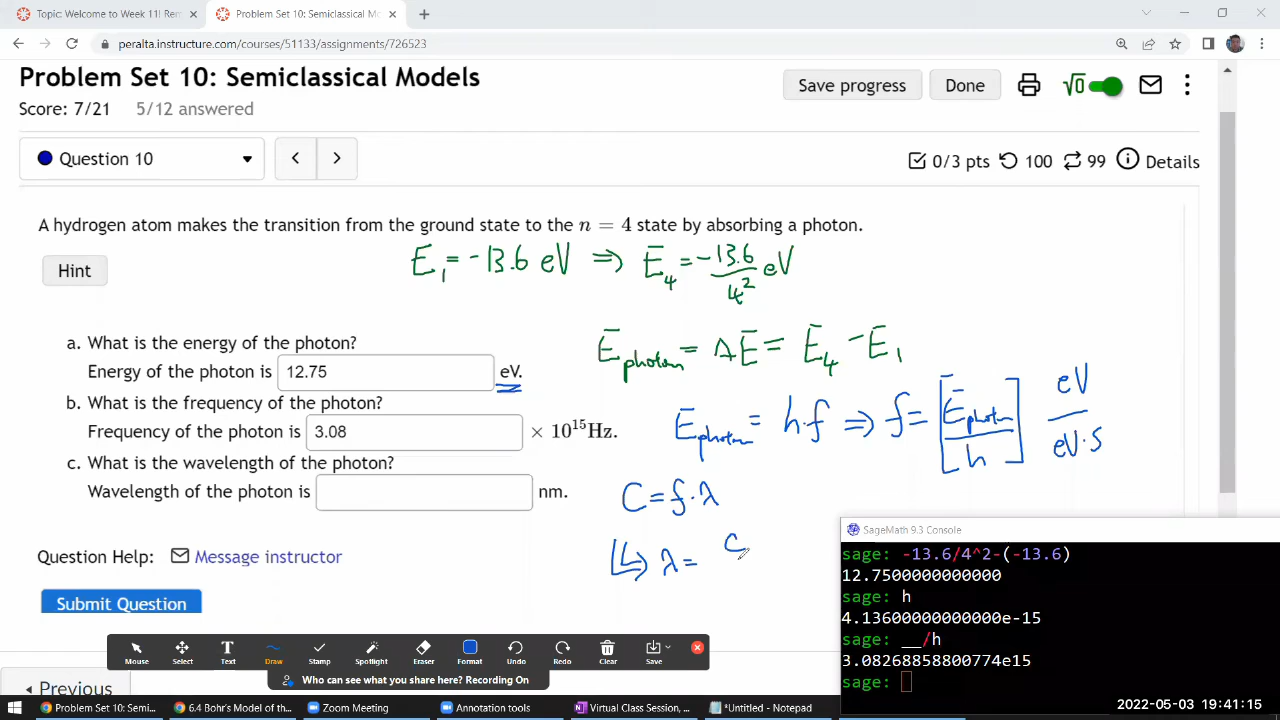 Topic: Welcome to Week 11! Rem
Problem Set 10: Semiclassical Mo
peralta.instructure.com/courses/51133/assignments/726523
Problem Set 10: Semiclassical Models
Score: 7/21 5/12 answered
Save progress
Done
√0
Question 10
0/3 pts 100 99 Details
A hydrogen atom makes the transition from the ground state to the n = 4 state by absorbing a photon.
Hint
E₁ = -13.6 eV ⇒ E₄ = -13.6/4² eV
a. What is the energy of the photon?
Energy of the photon is 12.75 eV.
E photon = ΔE = E₄ - E₁
b. What is the frequency of the photon?
Frequency of the photon is 3.08 × 10¹⁵Hz.
E photon = hf ⇒ f = [E photon/h] eV/eV·s
c. What is the wavelength of the photon?
Wavelength of the photon is nm.
C = f·λ
↳ λ = C
Question Help: Message instructor
Submit Question
SageMath 9.3 Console
sage: -13.6/4^2-(-13.6)
12.7500000000000
sage: h
4.13600000000000e-15
sage: __/h
3.08268858800774e15
sage:
Mouse Select Text Draw Stamp Spotlight Eraser Format Undo Redo Clear Save
Who can see what you share here? Recording On
Previous
Problem Set 10: Semi...
6.4 Bohr's Model of th...
Zoom Meeting
Annotation tools
Virtual Class Notes,...
*Untitled - Notepad
2022-05-03 19:41:15